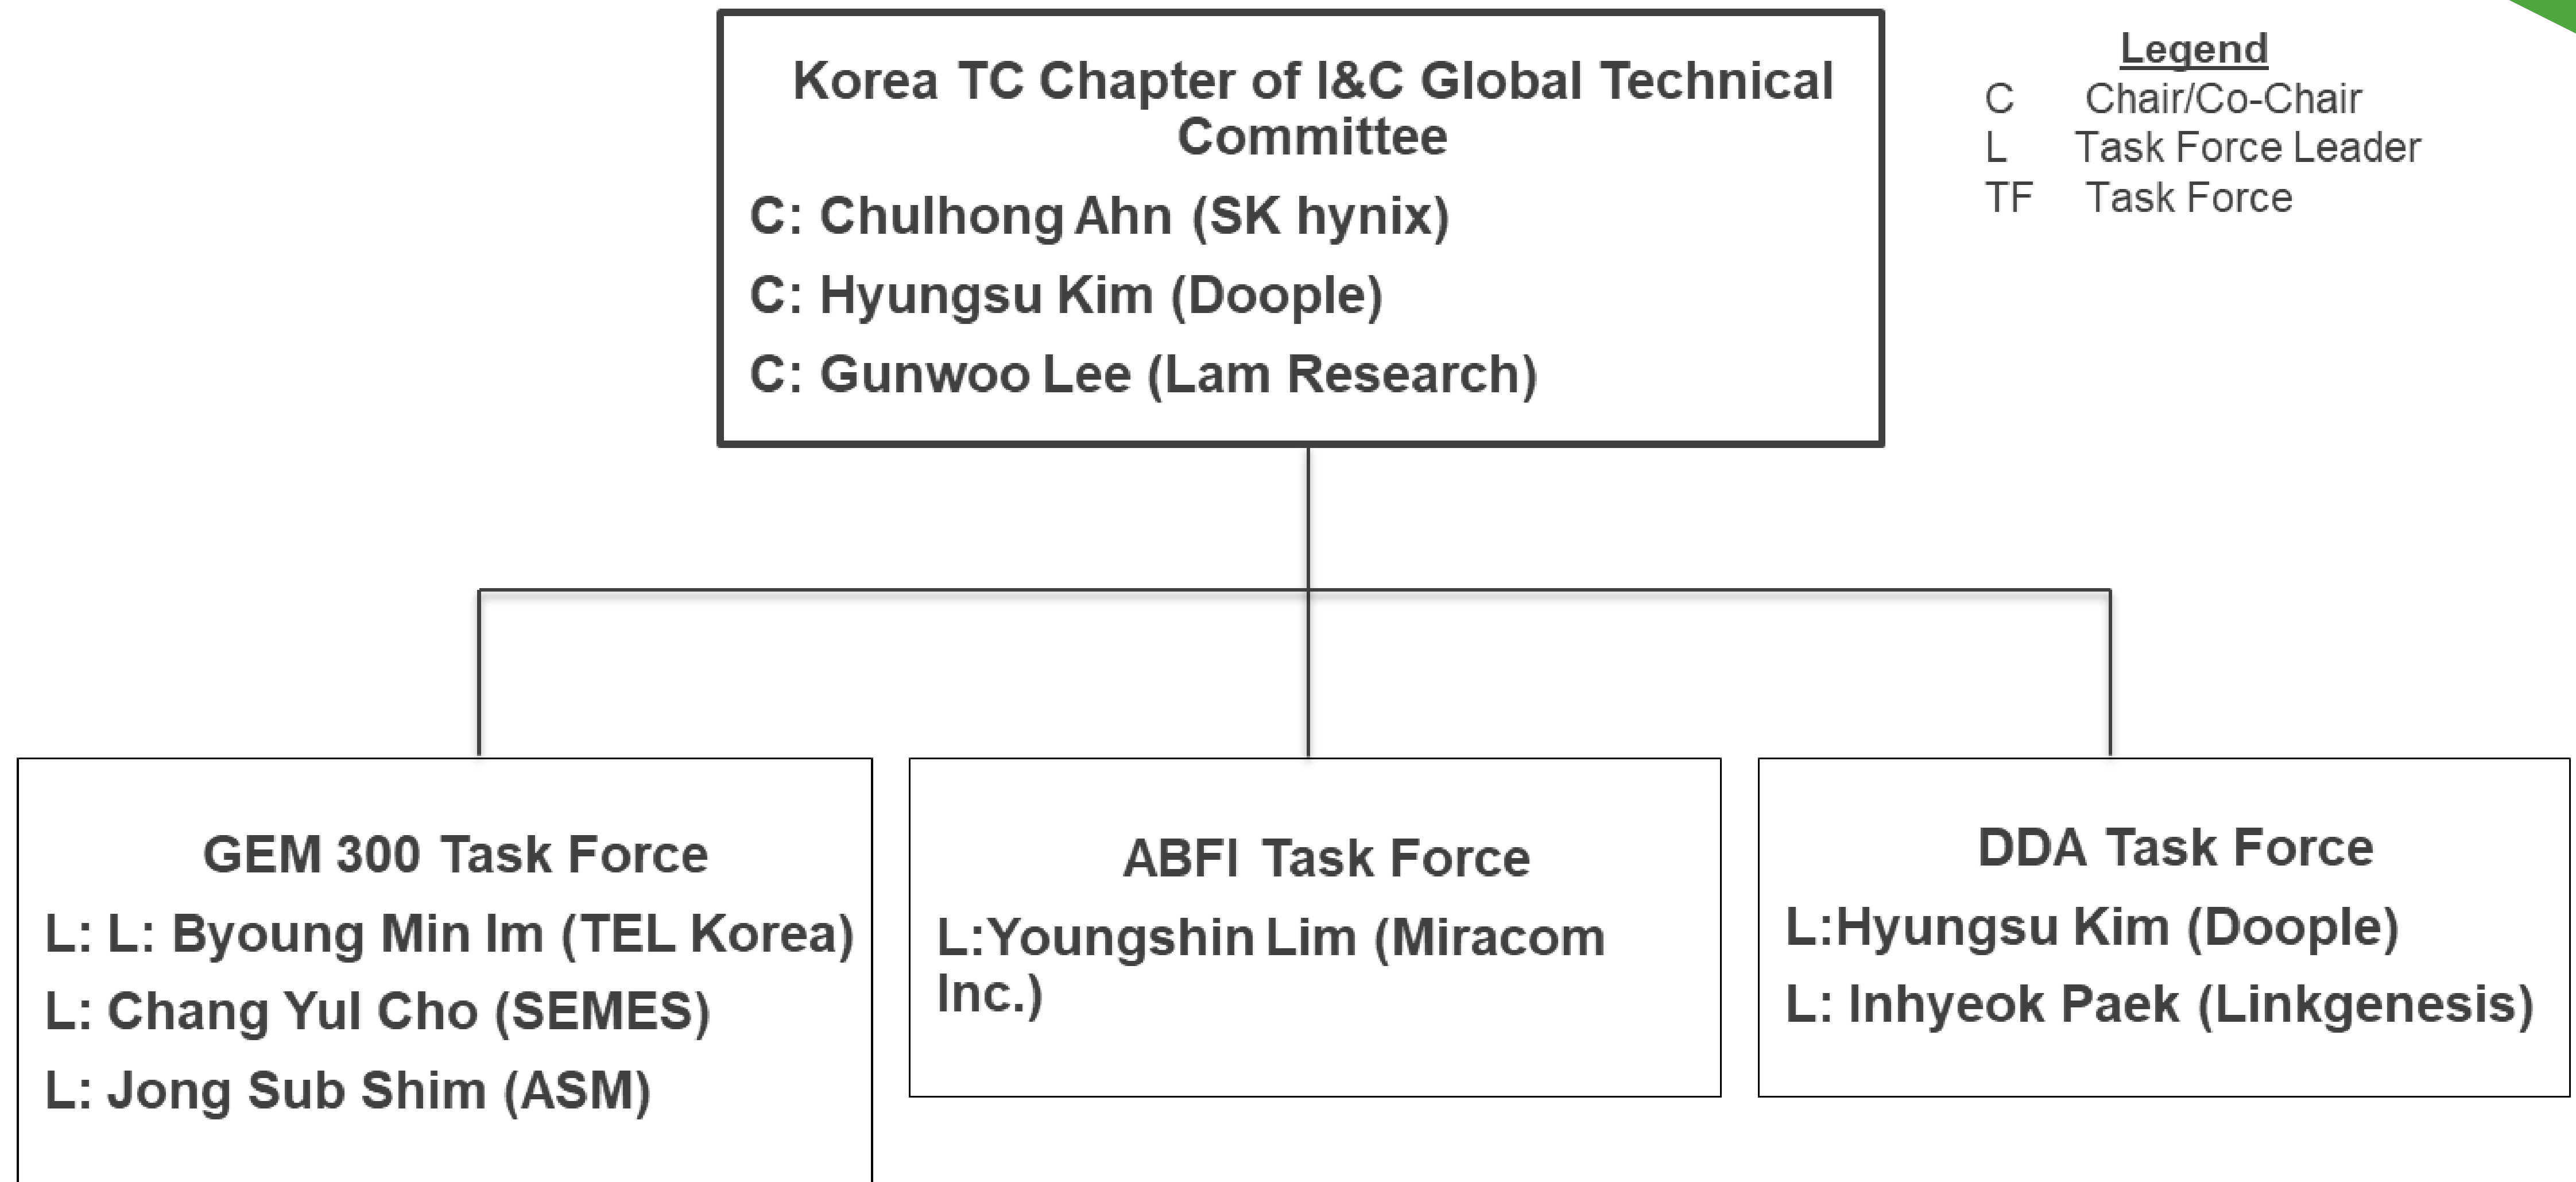 Korea TC Chapter of I&C Global Technical
Committee
C: Chulhong Ahn (SK hynix)
C: Hyungsu Kim (Doople)
C: Gunwoo Lee (Lam Research)
Legend
C Chair/Co-Chair
L Task Force Leader
TF Task Force
GEM 300 Task Force
L: L: Byoung Min Im (TEL Korea)
L: Chang Yul Cho (SEMES)
L: Jong Sub Shim (ASM)
ABFI Task Force
L:Youngshin Lim (Miracom
Inc.)
DDA Task Force
L:Hyungsu Kim (Doople)
L: Inhyeok Paek (Linkgenesis)